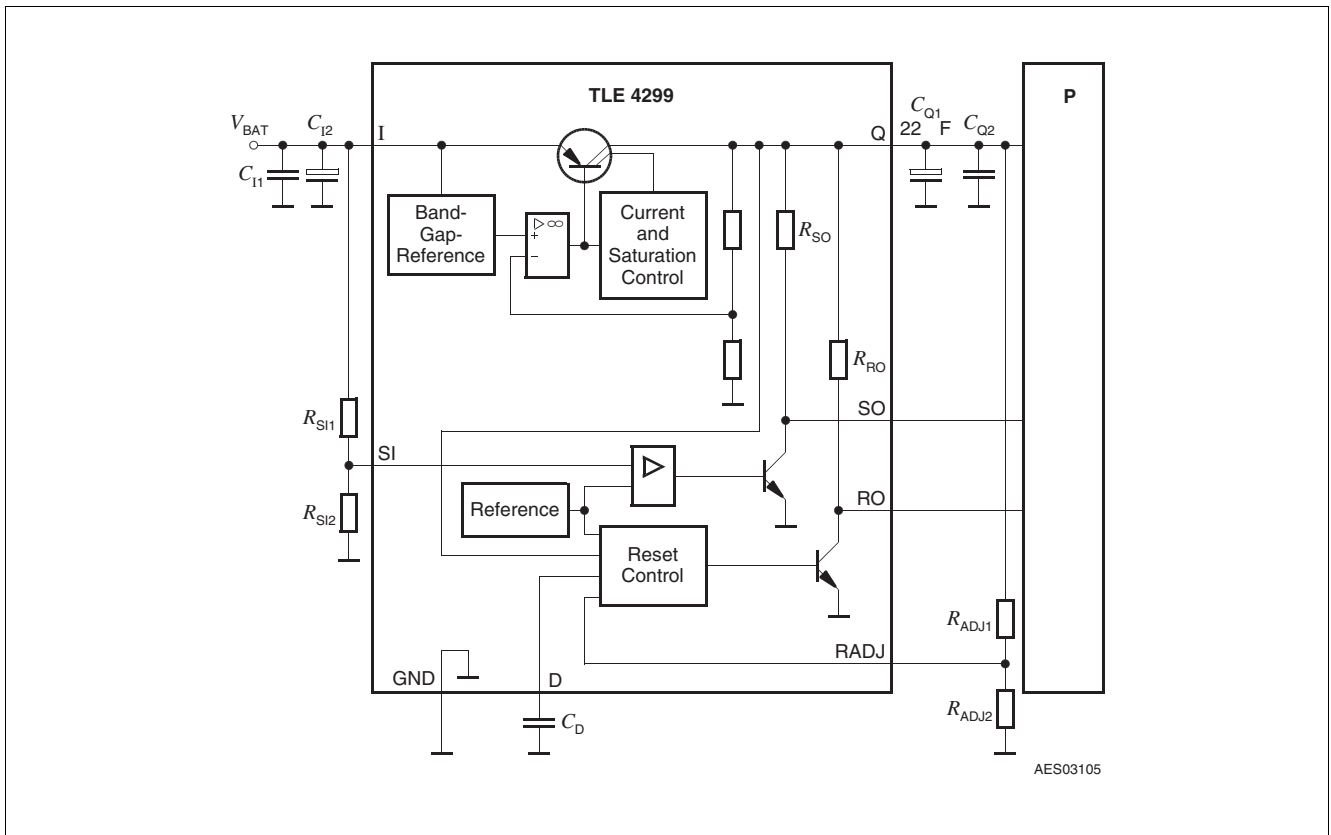 TLE 4299
P
V_BAT
C_I2
I
Q
C_Q1
22 F
C_Q2
C_I1
Band-
Gap-
Reference
▷ ∞
+
−
Current
and
Saturation
Control
R_SO
R_RO
R_SI1
SO
SI
R_SI2
Reference
RO
Reset
Control
R_ADJ1
RADJ
GND
D
R_ADJ2
C_D
AES03105